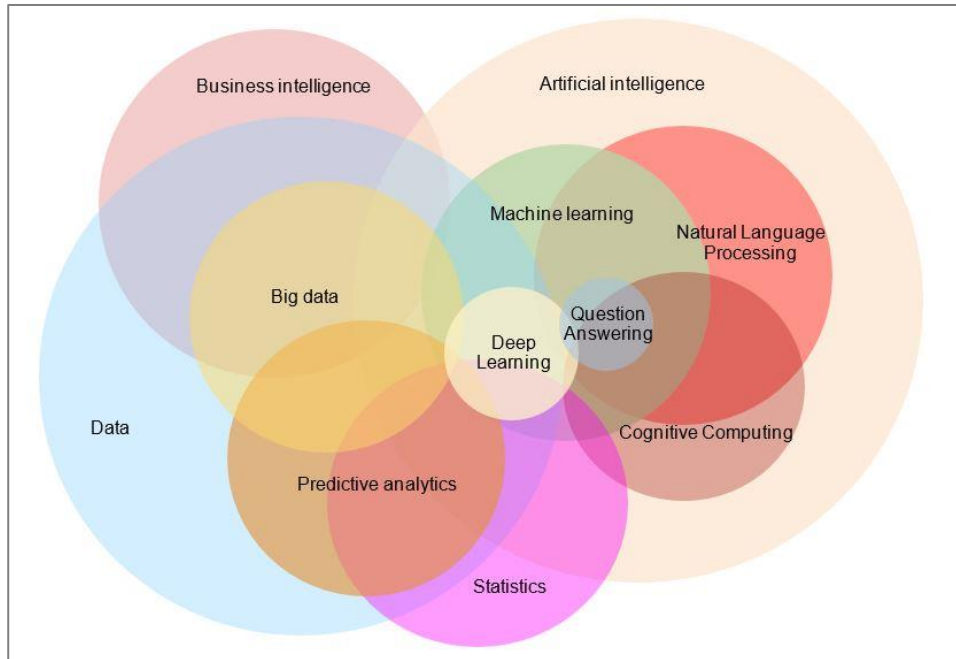 Business intelligence
Artificial intelligence
Machine learning
Natural Language
Processing
Big data
Question
Answering
Deep
Learning
Data
Cognitive Computing
Predictive analytics
Statistics